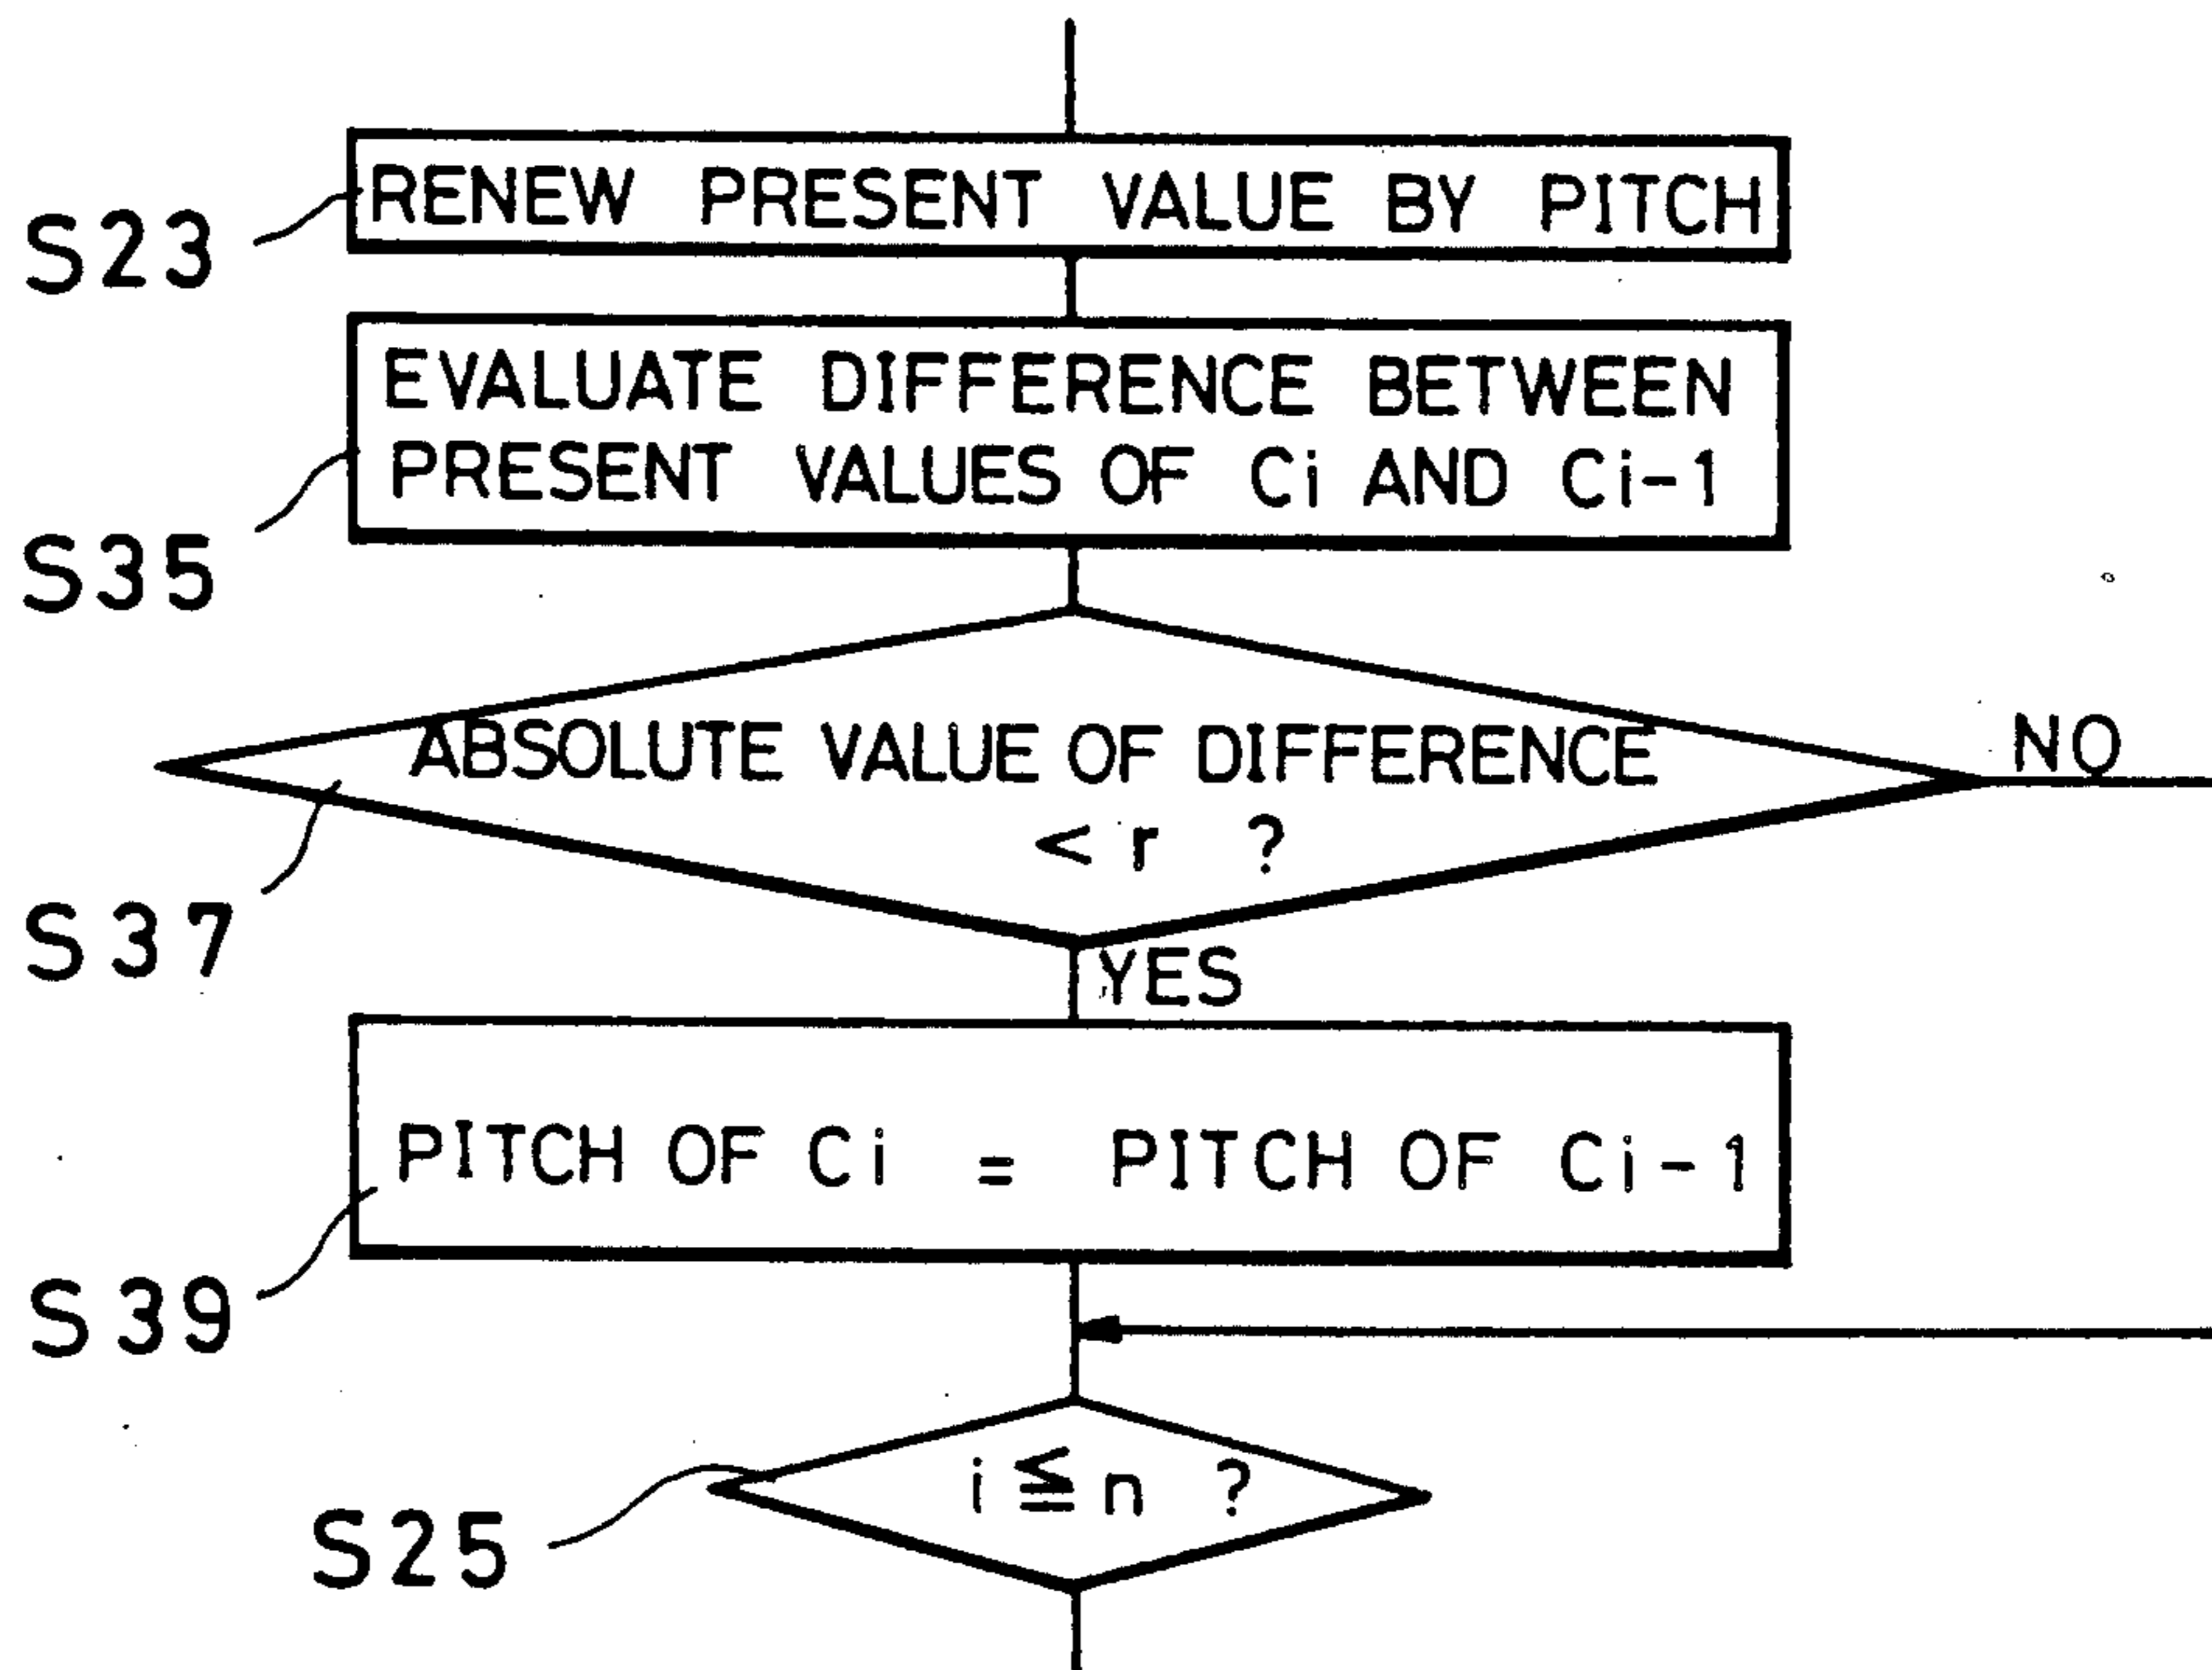 RENEW PRESENT VALUE BY PITCH
S23
EVALUATE DIFFERENCE BETWEEN
PRESENT VALUES OF Ci AND Ci-1
S35
ABSOLUTE VALUE OF DIFFERENCE
< r ?
NO
S37
YES
PITCH OF Ci = PITCH OF Ci-1
S39
i ≦ n ?
S25